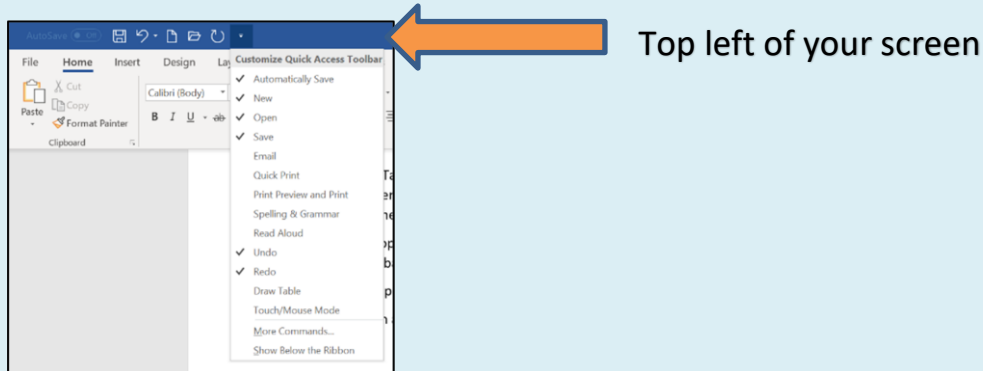 AutoSave Off
Top left of your screen
File Home Insert Design La
Customize Quick Access Toolbar
Cut
Copy
Paste
Format Painter
Clipboard
Calibri (Body)
B I U ab
Automatically Save
New
Open
Save
Email
Quick Print
Print Preview and Print
Spelling & Grammar
Read Aloud
Undo
Redo
Draw Table
Touch/Mouse Mode
More Commands...
Show Below the Ribbon